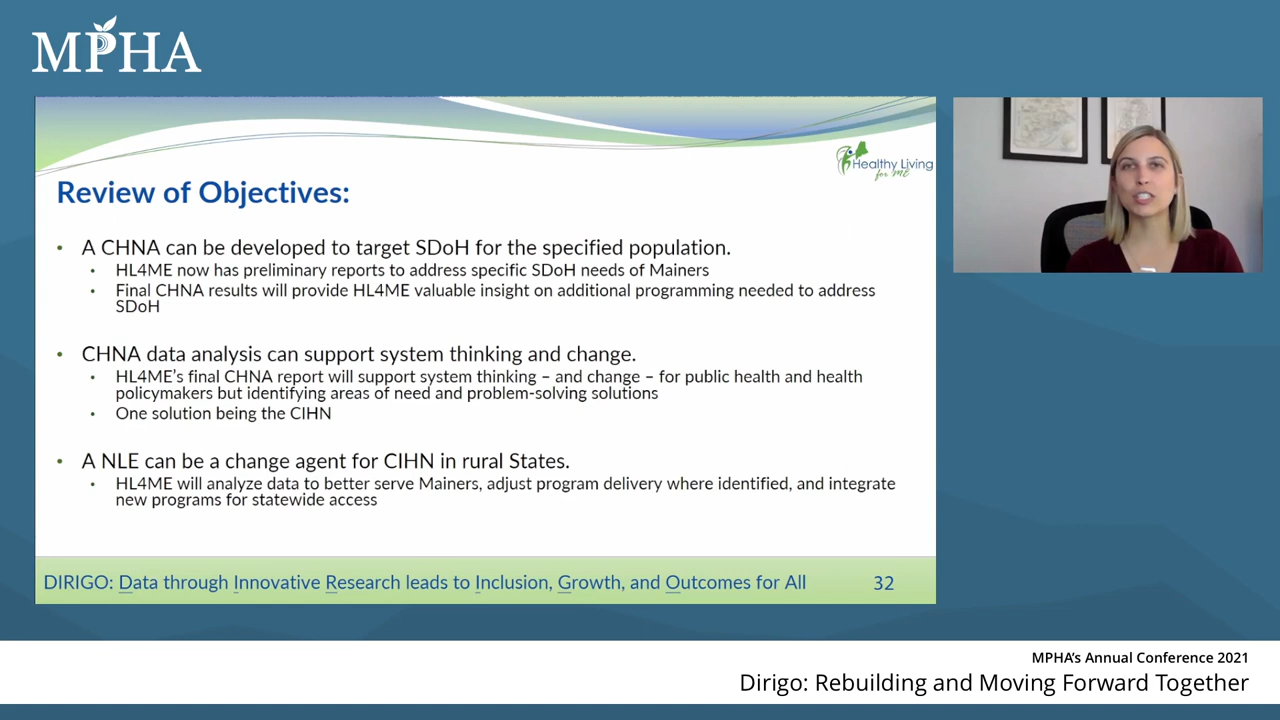 MPHA
Healthy Living
for ME
Review of Objectives:
• A CHNA can be developed to target SDoH for the specified population.
• HL4ME now has preliminary reports to address specific SDoH needs of Mainers
• Final CHNA results will provide HL4ME valuable insight on additional programming needed to address
SDoH
• CHNA data analysis can support system thinking and change.
• HL4ME's final CHNA report will support system thinking – and change – for public health and health
policymakers but identifying areas of need and problem-solving solutions
• One solution being the CIHN
• A NLE can be a change agent for CIHN in rural States.
• HL4ME will analyze data to better serve Mainers, adjust program delivery where identified, and integrate
new programs for statewide access
DIRIGO: Data through Innovative Research leads to Inclusion, Growth, and Outcomes for All 32
MPHA's Annual Conference 2021
Dirigo: Rebuilding and Moving Forward Together